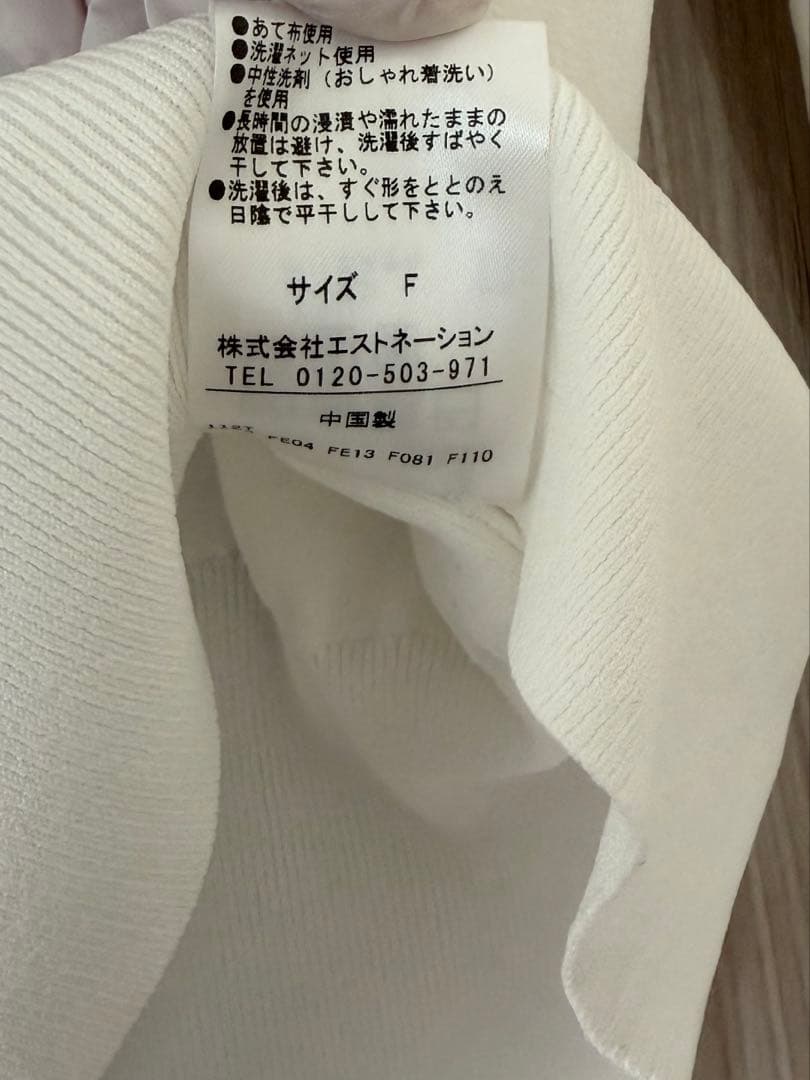 ●あて布使用
●洗濯ネット使用
●中性洗剤（おしゃれ着洗い）
を使用
●長時間の浸漬や濡れたままの
放置は避け、洗濯後すばやく
干して下さい。
●洗濯後は、すぐ形をととのえ
日陰で平干しして下さい。
サイズ F
株式会社エストネーション
TEL 0120-503-971
中国製
FE04 FE13 F081 F110